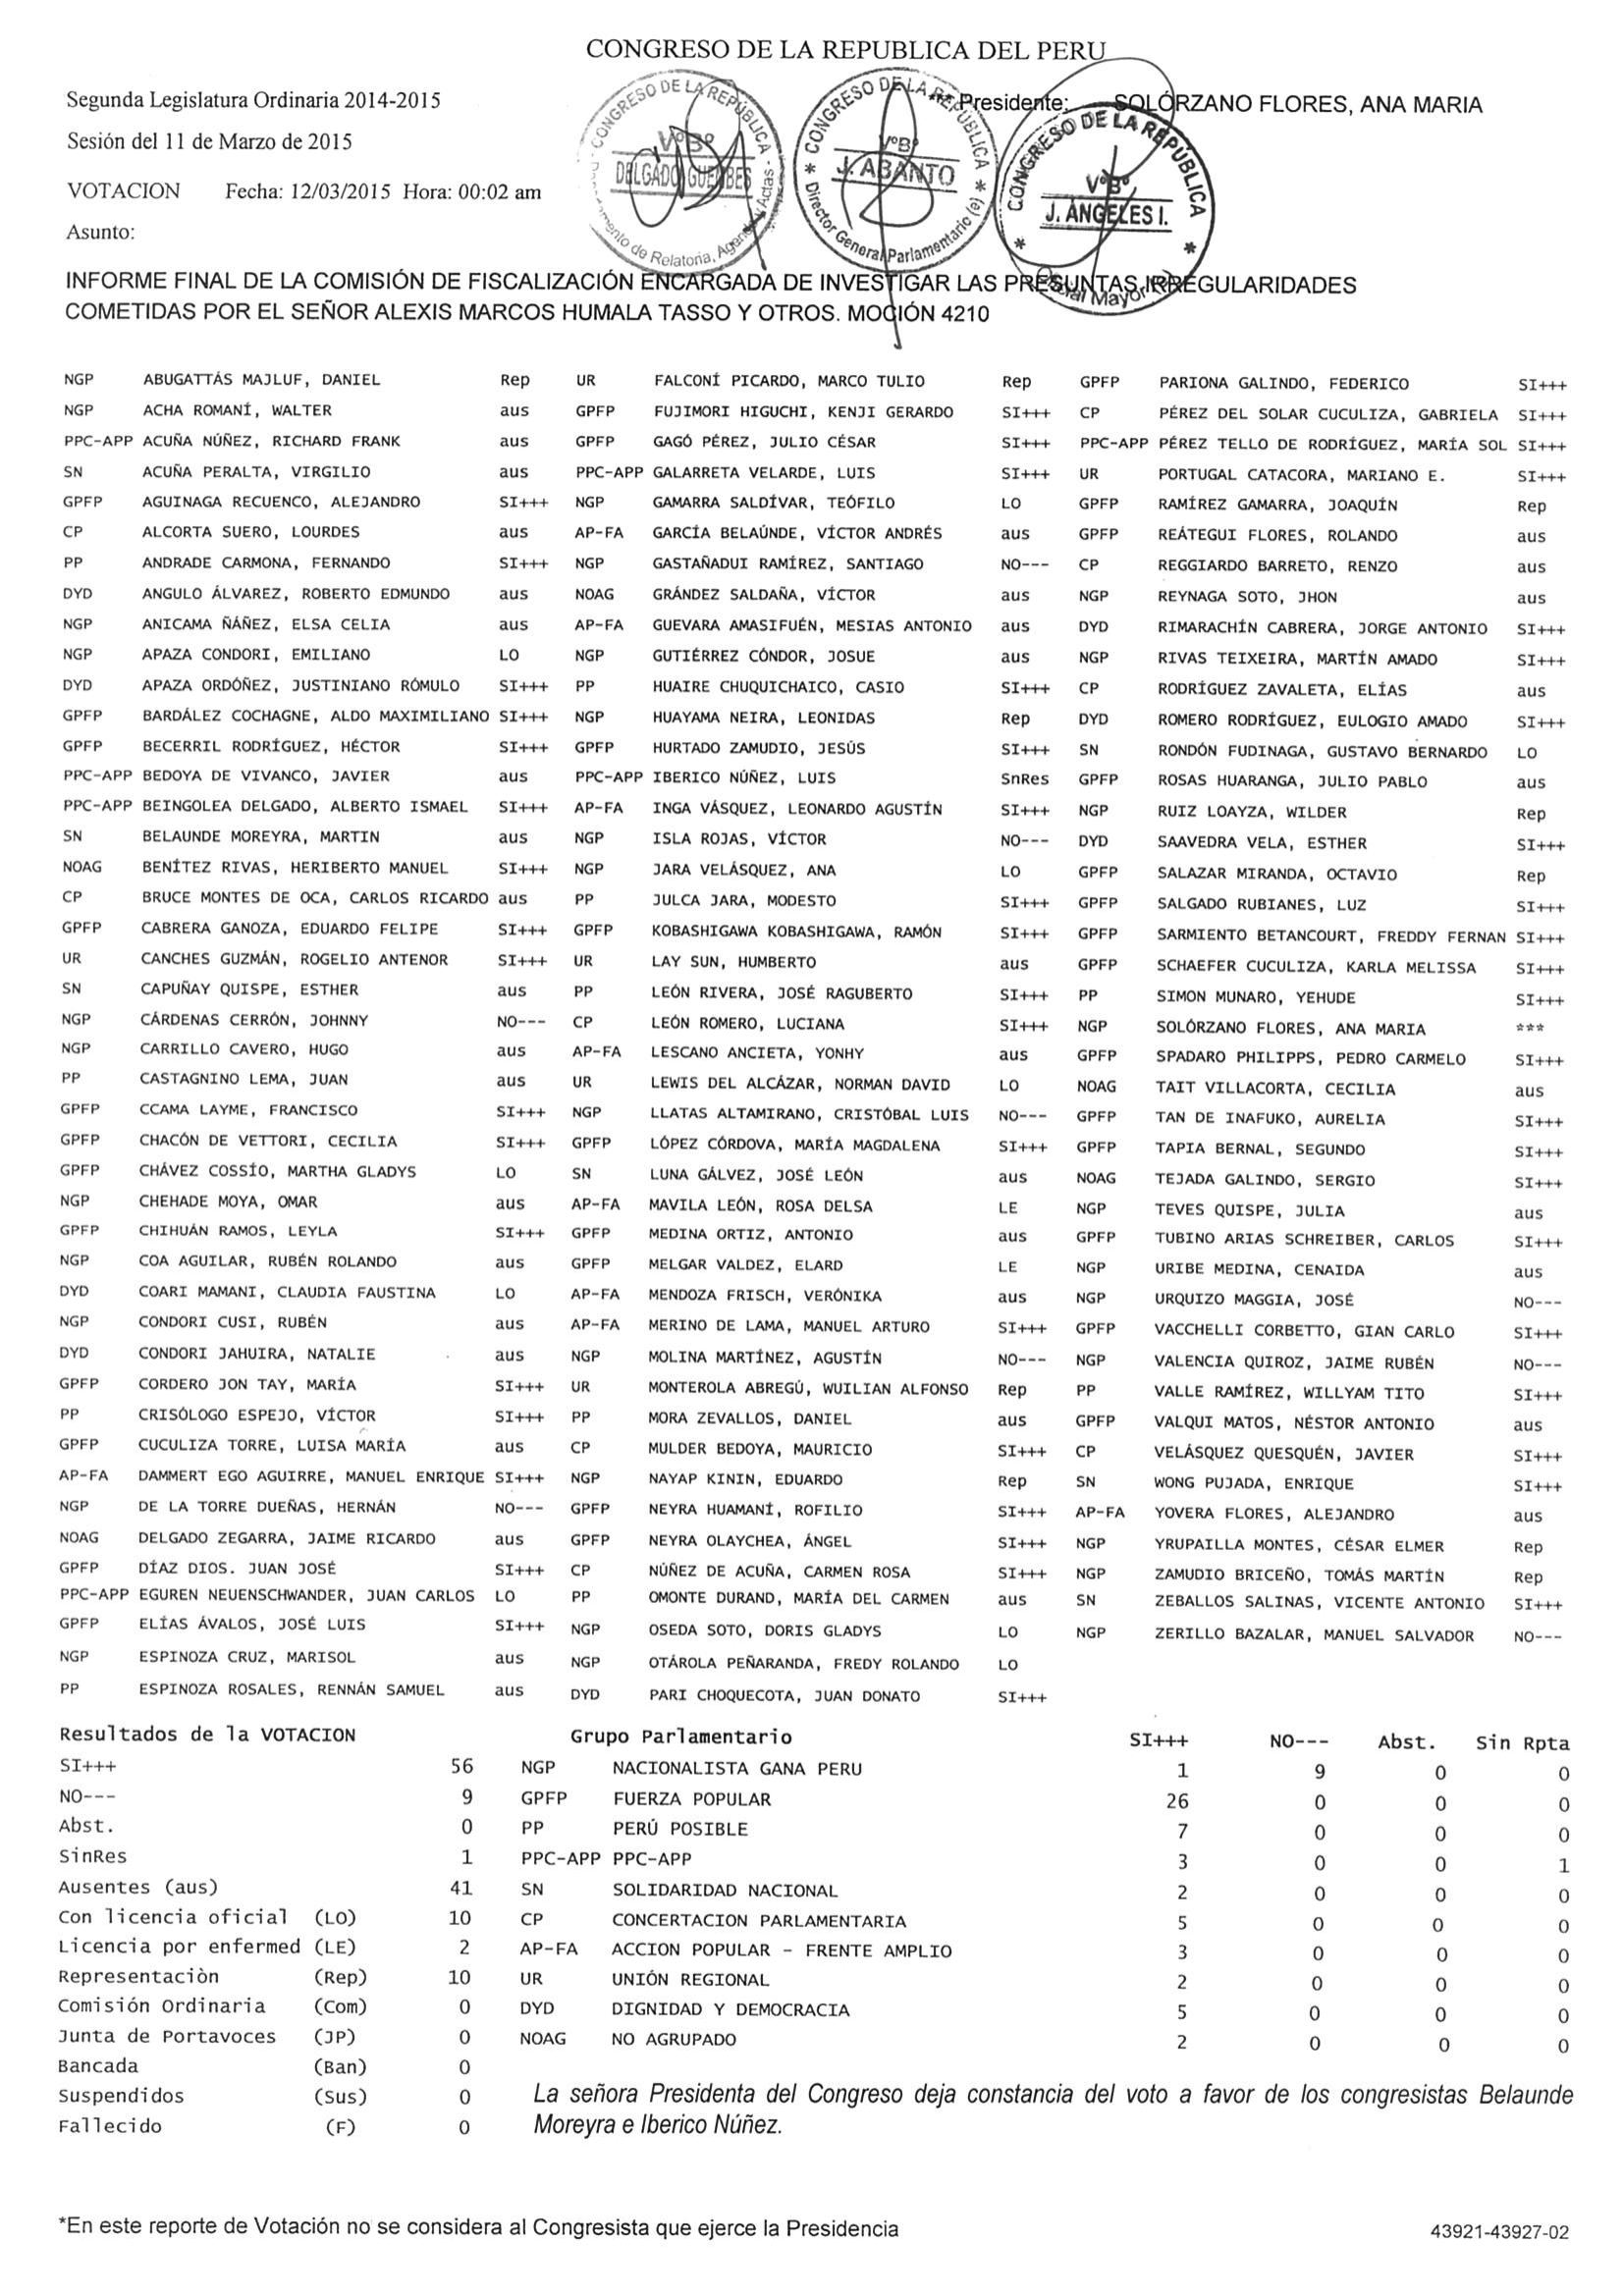 CONGRESO DE LA REPUBLICA DEL PERU
Segunda Legislatura Ordinaria 2014-2015
Presidente: SOLÓRZANO FLORES, ANA MARIA
Sesión del 11 de Marzo de 2015
VOTACION Fecha: 12/03/2015 Hora: 00:02 am
Asunto:
CONGRESO DE LA REPÚBLICA
VºBº
DELGADO GUEMBES
Relatoria, Agenda y Actas
CONGRESO DE LA REPÚBLICA
VºBº
J. ABANTO
Director General Parlamentario (e)
CONGRESO DE LA REPÚBLICA
VºBº
J. ÁNGELES I.
Oficial Mayor
INFORME FINAL DE LA COMISIÓN DE FISCALIZACIÓN ENCARGADA DE INVESTIGAR LAS PRESUNTAS IRREGULARIDADES
COMETIDAS POR EL SEÑOR ALEXIS MARCOS HUMALA TASSO Y OTROS. MOCIÓN 4210
NGP ABUGATTÁS MAJLUF, DANIEL Rep UR FALCONÍ PICARDO, MARCO TULIO Rep GPFP PARIONA GALINDO, FEDERICO SI+++
NGP ACHA ROMANÍ, WALTER aus GPFP FUJIMORI HIGUCHI, KENJI GERARDO SI+++ CP PÉREZ DEL SOLAR CUCULIZA, GABRIELA SI+++
PPC-APP ACUÑA NÚÑEZ, RICHARD FRANK aus GPFP GAGÓ PÉREZ, JULIO CÉSAR SI+++ PPC-APP PÉREZ TELLO DE RODRÍGUEZ, MARÍA SOL SI+++
SN ACUÑA PERALTA, VIRGILIO aus PPC-APP GALARRETA VELARDE, LUIS SI+++ UR PORTUGAL CATACORA, MARIANO E. SI+++
GPFP AGUINAGA RECUENCO, ALEJANDRO SI+++ NGP GAMARRA SALDÍVAR, TEÓFILO LO GPFP RAMÍREZ GAMARRA, JOAQUÍN Rep
CP ALCORTA SUERO, LOURDES aus AP-FA GARCÍA BELAÚNDE, VÍCTOR ANDRÉS aus GPFP REÁTEGUI FLORES, ROLANDO aus
PP ANDRADE CARMONA, FERNANDO SI+++ NGP GASTAÑADUI RAMÍREZ, SANTIAGO NO--- CP REGGIARDO BARRETO, RENZO aus
DYD ANGULO ÁLVAREZ, ROBERTO EDMUNDO aus NOAG GRÁNDEZ SALDAÑA, VÍCTOR aus NGP REYNAGA SOTO, JHON aus
NGP ANICAMA ÑÁÑEZ, ELSA CELIA aus AP-FA GUEVARA AMASIFUÉN, MESIAS ANTONIO aus DYD RIMARACHÍN CABRERA, JORGE ANTONIO SI+++
NGP APAZA CONDORI, EMILIANO LO NGP GUTIÉRREZ CÓNDOR, JOSUE aus NGP RIVAS TEIXEIRA, MARTÍN AMADO SI+++
DYD APAZA ORDÓÑEZ, JUSTINIANO RÓMULO SI+++ PP HUAIRE CHUQUICHAICO, CASIO SI+++ CP RODRÍGUEZ ZAVALETA, ELÍAS aus
GPFP BARDÁLEZ COCHAGNE, ALDO MAXIMILIANO SI+++ NGP HUAYAMA NEIRA, LEONIDAS Rep DYD ROMERO RODRÍGUEZ, EULOGIO AMADO SI+++
GPFP BECERRIL RODRÍGUEZ, HÉCTOR SI+++ GPFP HURTADO ZAMUDIO, JESÚS SI+++ SN RONDÓN FUDINAGA, GUSTAVO BERNARDO LO
PPC-APP BEDOYA DE VIVANCO, JAVIER aus PPC-APP IBERICO NÚÑEZ, LUIS SnRes GPFP ROSAS HUARANGA, JULIO PABLO aus
PPC-APP BEINGOLEA DELGADO, ALBERTO ISMAEL SI+++ AP-FA INGA VÁSQUEZ, LEONARDO AGUSTÍN SI+++ NGP RUIZ LOAYZA, WILDER Rep
SN BELAUNDE MOREYRA, MARTIN aus NGP ISLA ROJAS, VÍCTOR NO--- DYD SAAVEDRA VELA, ESTHER SI+++
NOAG BENÍTEZ RIVAS, HERIBERTO MANUEL SI+++ NGP JARA VELÁSQUEZ, ANA LO GPFP SALAZAR MIRANDA, OCTAVIO Rep
CP BRUCE MONTES DE OCA, CARLOS RICARDO aus PP JULCA JARA, MODESTO SI+++ GPFP SALGADO RUBIANES, LUZ SI+++
GPFP CABRERA GANOZA, EDUARDO FELIPE SI+++ GPFP KOBASHIGAWA KOBASHIGAWA, RAMÓN SI+++ GPFP SARMIENTO BETANCOURT, FREDDY FERNAN SI+++
UR CANCHES GUZMÁN, ROGELIO ANTENOR SI+++ UR LAY SUN, HUMBERTO aus GPFP SCHAEFER CUCULIZA, KARLA MELISSA SI+++
SN CAPUÑAY QUISPE, ESTHER aus PP LEÓN RIVERA, JOSÉ RAGUBERTO SI+++ PP SIMON MUNARO, YEHUDE SI+++
NGP CÁRDENAS CERRÓN, JOHNNY NO--- CP LEÓN ROMERO, LUCIANA SI+++ NGP SOLÓRZANO FLORES, ANA MARIA ***
NGP CARRILLO CAVERO, HUGO aus AP-FA LESCANO ANCIETA, YONHY aus GPFP SPADARO PHILIPPS, PEDRO CARMELO SI+++
PP CASTAGNINO LEMA, JUAN aus UR LEWIS DEL ALCÁZAR, NORMAN DAVID LO NOAG TAIT VILLACORTA, CECILIA aus
GPFP CCAMA LAYME, FRANCISCO SI+++ NGP LLATAS ALTAMIRANO, CRISTÓBAL LUIS NO--- GPFP TAN DE INAFUKO, AURELIA SI+++
GPFP CHACÓN DE VETTORI, CECILIA SI+++ GPFP LÓPEZ CÓRDOVA, MARÍA MAGDALENA SI+++ GPFP TAPIA BERNAL, SEGUNDO SI+++
GPFP CHÁVEZ COSSÍO, MARTHA GLADYS LO SN LUNA GÁLVEZ, JOSÉ LEÓN aus NOAG TEJADA GALINDO, SERGIO SI+++
NGP CHEHADE MOYA, OMAR aus AP-FA MAVILA LEÓN, ROSA DELSA LE NGP TEVES QUISPE, JULIA aus
GPFP CHIHUÁN RAMOS, LEYLA SI+++ GPFP MEDINA ORTIZ, ANTONIO aus GPFP TUBINO ARIAS SCHREIBER, CARLOS SI+++
NGP COA AGUILAR, RUBÉN ROLANDO aus GPFP MELGAR VALDEZ, ELARD LE NGP URIBE MEDINA, CENAIDA aus
DYD COARI MAMANI, CLAUDIA FAUSTINA LO AP-FA MENDOZA FRISCH, VERÓNIKA aus NGP URQUIZO MAGGIA, JOSÉ NO---
NGP CONDORI CUSI, RUBÉN aus AP-FA MERINO DE LAMA, MANUEL ARTURO SI+++ GPFP VACCHELLI CORBETTO, GIAN CARLO SI+++
DYD CONDORI JAHUIRA, NATALIE aus NGP MOLINA MARTÍNEZ, AGUSTÍN NO--- NGP VALENCIA QUIROZ, JAIME RUBÉN NO---
GPFP CORDERO JON TAY, MARÍA SI+++ UR MONTEROLA ABREGÚ, WUILIAN ALFONSO Rep PP VALLE RAMÍREZ, WILLYAM TITO SI+++
PP CRISÓLOGO ESPEJO, VÍCTOR SI+++ PP MORA ZEVALLOS, DANIEL aus GPFP VALQUI MATOS, NÉSTOR ANTONIO aus
GPFP CUCULIZA TORRE, LUISA MARÍA aus CP MULDER BEDOYA, MAURICIO SI+++ CP VELÁSQUEZ QUESQUÉN, JAVIER SI+++
AP-FA DAMMERT EGO AGUIRRE, MANUEL ENRIQUE SI+++ NGP NAYAP KININ, EDUARDO Rep SN WONG PUJADA, ENRIQUE SI+++
NGP DE LA TORRE DUEÑAS, HERNÁN NO--- GPFP NEYRA HUAMANÍ, ROFILIO SI+++ AP-FA YOVERA FLORES, ALEJANDRO aus
NOAG DELGADO ZEGARRA, JAIME RICARDO aus GPFP NEYRA OLAYCHEA, ÁNGEL SI+++ NGP YRUPAILLA MONTES, CÉSAR ELMER Rep
GPFP DÍAZ DIOS. JUAN JOSÉ SI+++ CP NÚÑEZ DE ACUÑA, CARMEN ROSA SI+++ NGP ZAMUDIO BRICEÑO, TOMÁS MARTÍN Rep
PPC-APP EGUREN NEUENSCHWANDER, JUAN CARLOS LO PP OMONTE DURAND, MARÍA DEL CARMEN aus SN ZEBALLOS SALINAS, VICENTE ANTONIO SI+++
GPFP ELÍAS ÁVALOS, JOSÉ LUIS SI+++ NGP OSEDA SOTO, DORIS GLADYS LO NGP ZERILLO BAZALAR, MANUEL SALVADOR NO---
NGP ESPINOZA CRUZ, MARISOL aus NGP OTÁROLA PEÑARANDA, FREDY ROLANDO LO
PP ESPINOZA ROSALES, RENNÁN SAMUEL aus DYD PARI CHOQUECOTA, JUAN DONATO SI+++
Resultados de la VOTACION Grupo Parlamentario SI+++ NO--- Abst. Sin Rpta
SI+++ 56 NGP NACIONALISTA GANA PERU 1 9 0 0
NO--- 9 GPFP FUERZA POPULAR 26 0 0 0
Abst. 0 PP PERÚ POSIBLE 7 0 0 0
SinRes 1 PPC-APP PPC-APP 3 0 0 1
Ausentes (aus) 41 SN SOLIDARIDAD NACIONAL 2 0 0 0
Con licencia oficial (LO) 10 CP CONCERTACION PARLAMENTARIA 5 0 0 0
Licencia por enfermed (LE) 2 AP-FA ACCION POPULAR - FRENTE AMPLIO 3 0 0 0
Representaciòn (Rep) 10 UR UNIÓN REGIONAL 2 0 0 0
Comisión Ordinaria (Com) 0 DYD DIGNIDAD Y DEMOCRACIA 5 0 0 0
Junta de Portavoces (JP) 0 NOAG NO AGRUPADO 2 0 0 0
Bancada (Ban) 0
Suspendidos (Sus) 0
Fallecido (F) 0
La señora Presidenta del Congreso deja constancia del voto a favor de los congresistas Belaunde
Moreyra e Iberico Núñez.
*En este reporte de Votación no se considera al Congresista que ejerce la Presidencia
43921-43927-02